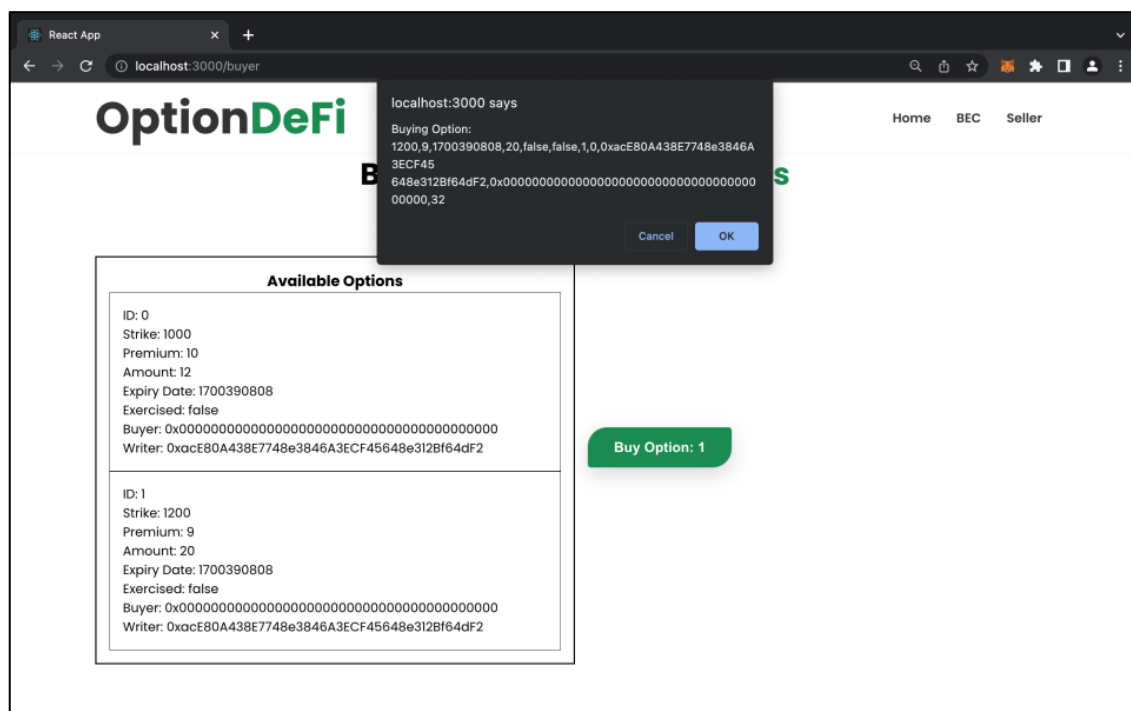 React App
localhost:3000/buyer
OptionDeFi
Home BEC Seller
localhost:3000 says
Buying Option:
1200,9,1700390808,20,false,false,1,0,0xacE80A438E7748e3846A
3ECF45
648e312Bf64dF2,0x00000000000000000000000000000000000
00000,32
Cancel OK
B
s
Available Options
ID: 0
Strike: 1000
Premium: 10
Amount: 12
Expiry Date: 1700390808
Exercised: false
Buyer: 0x0000000000000000000000000000000000000000
Writer: 0xacE80A438E7748e3846A3ECF45648e312Bf64dF2
Buy Option: 1
ID: 1
Strike: 1200
Premium: 9
Amount: 20
Expiry Date: 1700390808
Exercised: false
Buyer: 0x0000000000000000000000000000000000000000
Writer: 0xacE80A438E7748e3846A3ECF45648e312Bf64dF2